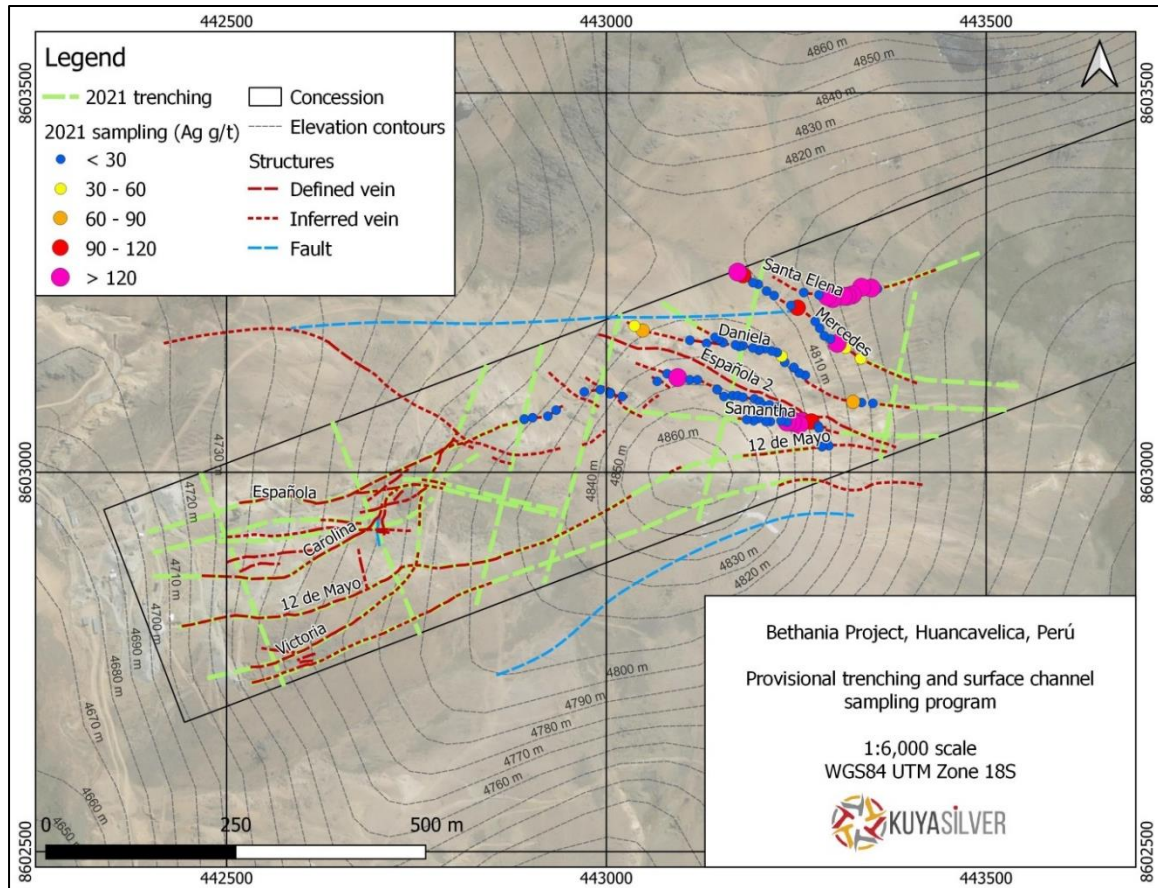 442500
443000
443500
8603500
8603500
Legend
2021 trenching
2021 sampling (Ag g/t)
< 30
30 - 60
60 - 90
90 - 120
> 120
Concession
Elevation contours
Structures
Defined vein
Inferred vein
Fault
4860 m
4850 m
4840 m
4830 m
4820 m
Santa Elena
Mercedes
Daniela
4810 m
Española 2
Samantha
12 de Mayo
4860 m
4850 m
4840 m
8603000
8603000
4730 m
4720 m
Española
Carolina
4710 m
12 de Mayo
4700 m
Victoria
4690 m
4680 m
4670 m
4660 m
4650 m
4830 m
4820 m
4800 m
4790 m
4780 m
4770 m
4760 m
Bethania Project, Huancavelica, Perú
Provisional trenching and surface channel
sampling program
1:6,000 scale
WGS84 UTM Zone 18S
KUYASILVER
0
250
500 m
8602500
8602500
442500
443000
443500